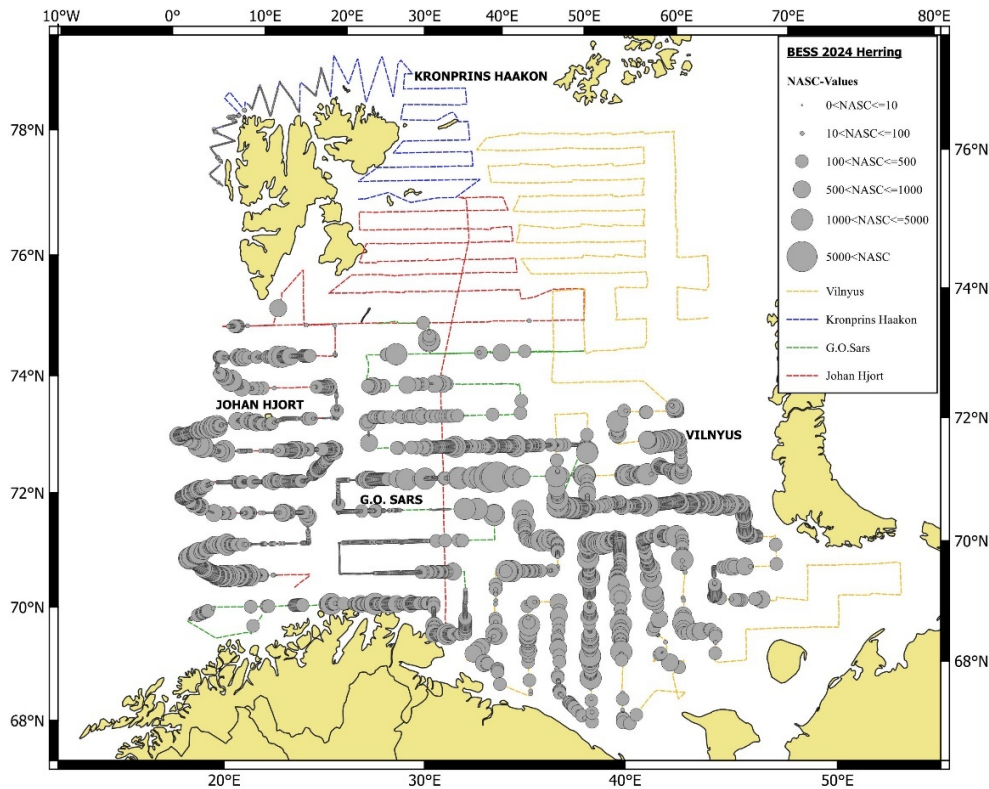 10°W 0° 10°E 20°E 30°E 40°E 50°E 60°E 70°E 80°E
BESS 2024 Herring
NASC-Values
0<NASC<=10
10<NASC<=100
100<NASC<=500
500<NASC<=1000
1000<NASC<=5000
5000<NASC
Vilnyus
Kronprins Haakon
G.O.Sars
Johan Hjort
KRONPRINS HAAKON
78°N 76°N
76°N 74°N
74°N 72°N
JOHAN HJORT
VILNYUS
72°N
G.O. SARS
70°N
70°N
68°N
68°N
20°E 30°E 40°E 50°E